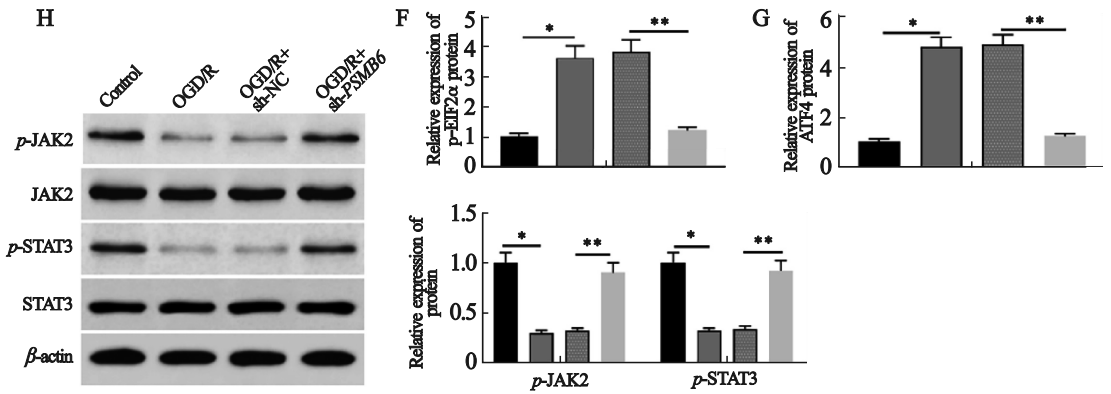 H
Control
OGD/R
OGD/R+
sh-NC
OGD/R+
sh-PSMB6
p-JAK2
JAK2
p-STAT3
STAT3
β-actin
F
Relative expression of
p-EIF2α protein
5
4
3
2
1
0
*
**
G
Relative expression of
ATF4 protein
6
4
2
0
*
**
Relative expression of
protein
1.5
1.0
0.5
0
*
**
*
**
p-JAK2
p-STAT3